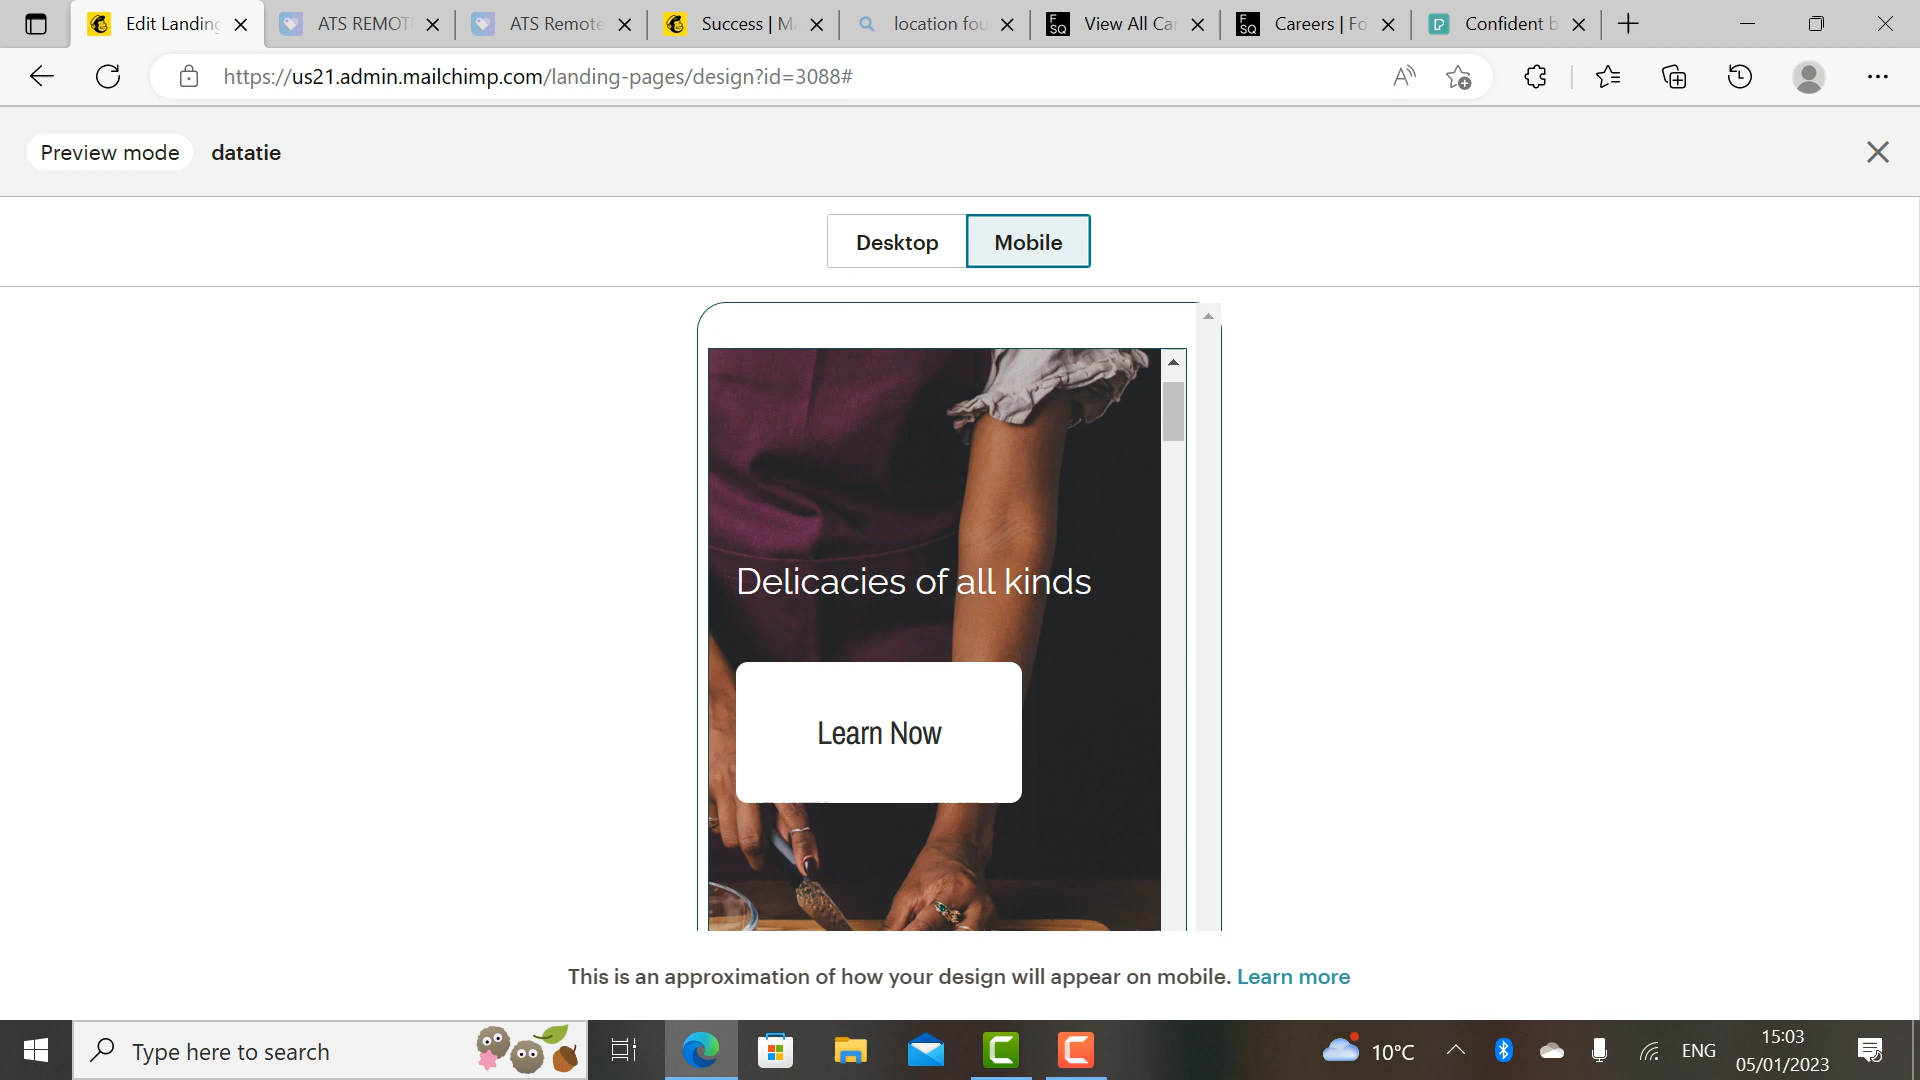 Edit Landing
ATS REMOT
ATS Remote
Success | M
location fou
View All Car
Careers | Fo
Confident b
https://us21.admin.mailchimp.com/landing-pages/design?id=3088#
Preview mode datatie
Desktop Mobile
Delicacies of all kinds
Learn Now
This is an approximation of how your design will appear on mobile. Learn more
Type here to search
10°C
ENG
15:03
05/01/2023